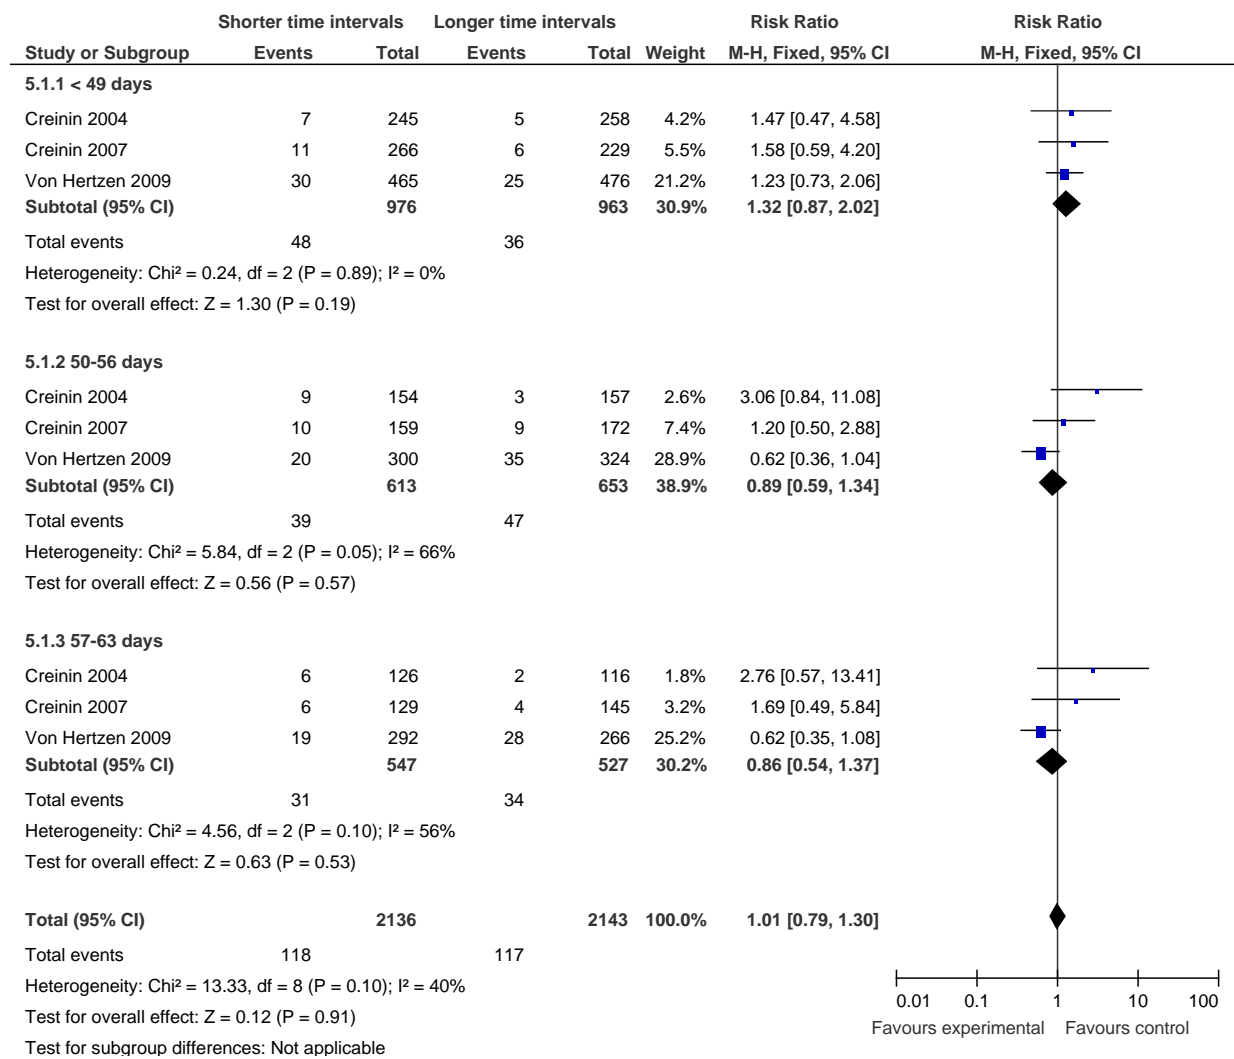 Shorter time intervals Longer time intervals Risk Ratio Risk Ratio
Study or Subgroup Events Total Events Total Weight M-H, Fixed, 95% CI M-H, Fixed, 95% CI
5.1.1 < 49 days
Creinin 2004 7 245 5 258 4.2% 1.47 [0.47, 4.58]
Creinin 2007 11 266 6 229 5.5% 1.58 [0.59, 4.20]
Von Hertzen 2009 30 465 25 476 21.2% 1.23 [0.73, 2.06]
Subtotal (95% CI) 976 963 30.9% 1.32 [0.87, 2.02]
Total events 48 36
Heterogeneity: Chi² = 0.24, df = 2 (P = 0.89); I² = 0%
Test for overall effect: Z = 1.30 (P = 0.19)
5.1.2 50-56 days
Creinin 2004 9 154 3 157 2.6% 3.06 [0.84, 11.08]
Creinin 2007 10 159 9 172 7.4% 1.20 [0.50, 2.88]
Von Hertzen 2009 20 300 35 324 28.9% 0.62 [0.36, 1.04]
Subtotal (95% CI) 613 653 38.9% 0.89 [0.59, 1.34]
Total events 39 47
Heterogeneity: Chi² = 5.84, df = 2 (P = 0.05); I² = 66%
Test for overall effect: Z = 0.56 (P = 0.57)
5.1.3 57-63 days
Creinin 2004 6 126 2 116 1.8% 2.76 [0.57, 13.41]
Creinin 2007 6 129 4 145 3.2% 1.69 [0.49, 5.84]
Von Hertzen 2009 19 292 28 266 25.2% 0.62 [0.35, 1.08]
Subtotal (95% CI) 547 527 30.2% 0.86 [0.54, 1.37]
Total events 31 34
Heterogeneity: Chi² = 4.56, df = 2 (P = 0.10); I² = 56%
Test for overall effect: Z = 0.63 (P = 0.53)
Total (95% CI) 2136 2143 100.0% 1.01 [0.79, 1.30]
Total events 118 117
Heterogeneity: Chi² = 13.33, df = 8 (P = 0.10); I² = 40%
Test for overall effect: Z = 0.12 (P = 0.91)
Test for subgroup differences: Not applicable
0.01 0.1 1 10 100
Favours experimental Favours control